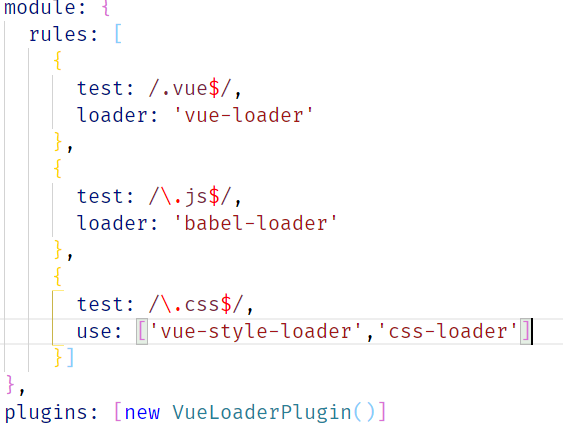 module: {
rules: [
{
test: /.vue$/,
loader: 'vue-loader'
},
{
test: /\.js$/,
loader: 'babel-loader'
},
{
test: /\.css$/,
use: ['vue-style-loader','css-loader']
}]
},
plugins: [new VueLoaderPlugin()]